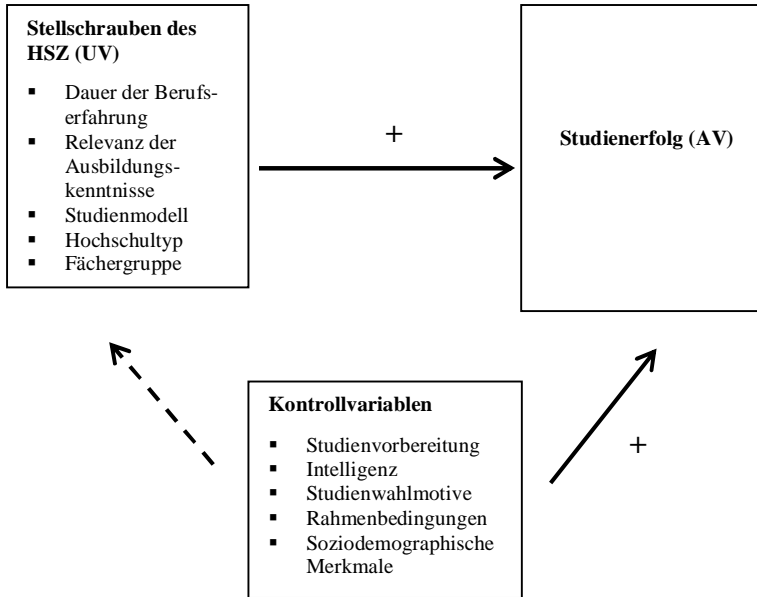 Stellschrauben des
HSZ (UV)
▪ Dauer der Berufs-
erfahrung
▪ Relevanz der
Ausbildungs-
kenntnisse
▪ Studienmodell
▪ Hochschultyp
▪ Fächergruppe
+
Studienerfolg (AV)
Kontrollvariablen
▪ Studienvorbereitung
▪ Intelligenz
▪ Studienwahlmotive
▪ Rahmenbedingungen
▪ Soziodemographische
Merkmale
+